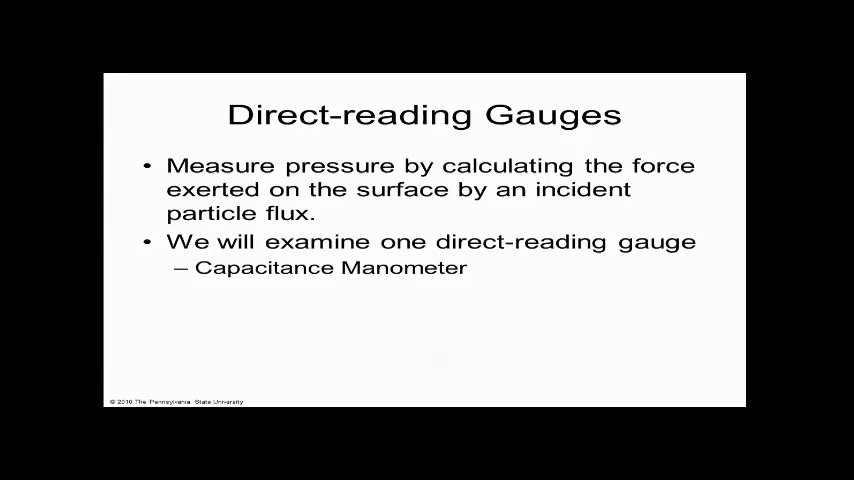 Direct-reading Gauges
• Measure pressure by calculating the force
exerted on the surface by an incident
particle flux.
• We will examine one direct-reading gauge
– Capacitance Manometer
© 2010 The Pennsylvania State University